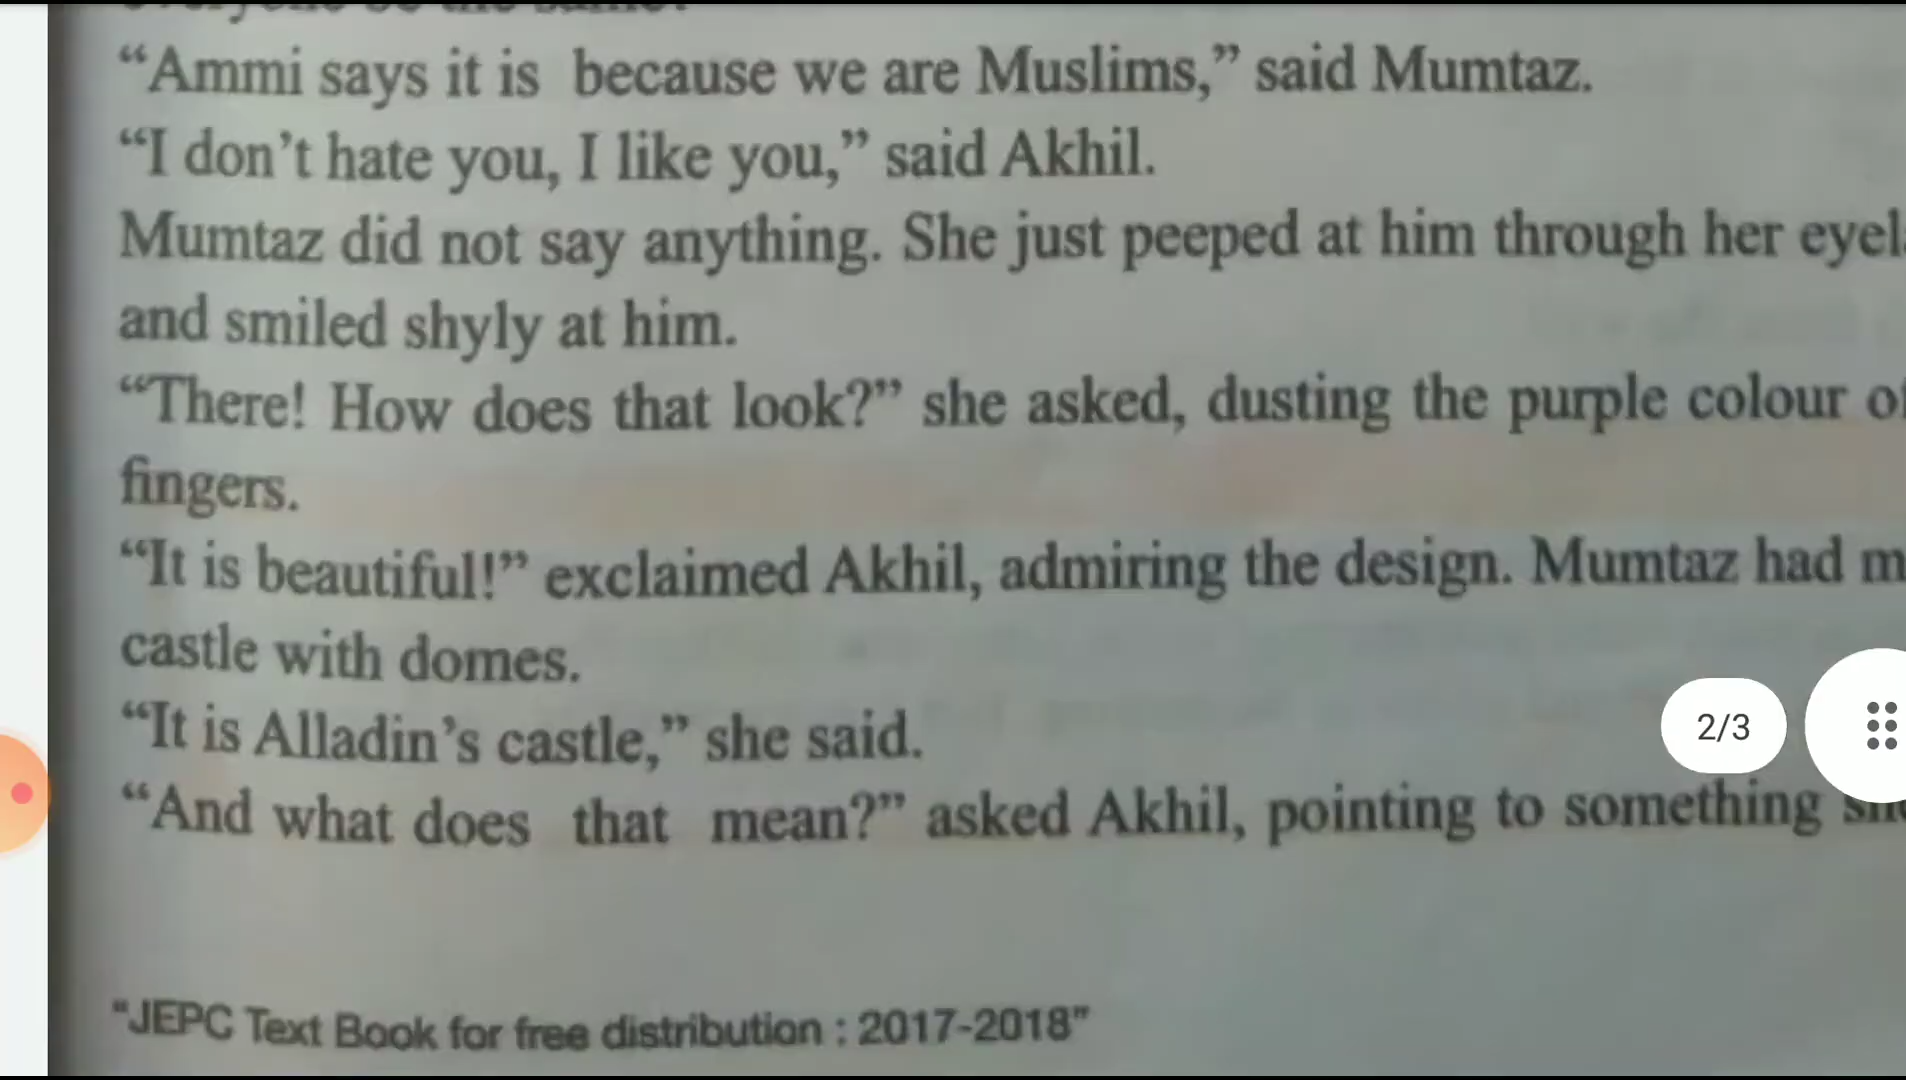 “Ammi says it is because we are Muslims,” said Mumtaz.
“I don’t hate you, I like you,” said Akhil.
Mumtaz did not say anything. She just peeped at him through her
and smiled shyly at him.
“There! How does that look?” she asked, dusting the purple colour
fingers.
“It is beautiful!” exclaimed Akhil, admiring the design. Mumtaz had
castle with domes.
“It is Alladin’s castle,” she said.
2/3
“And what does that mean?” asked Akhil, pointing to something
“JEPC Text Book for free distribution : 2017-2018”